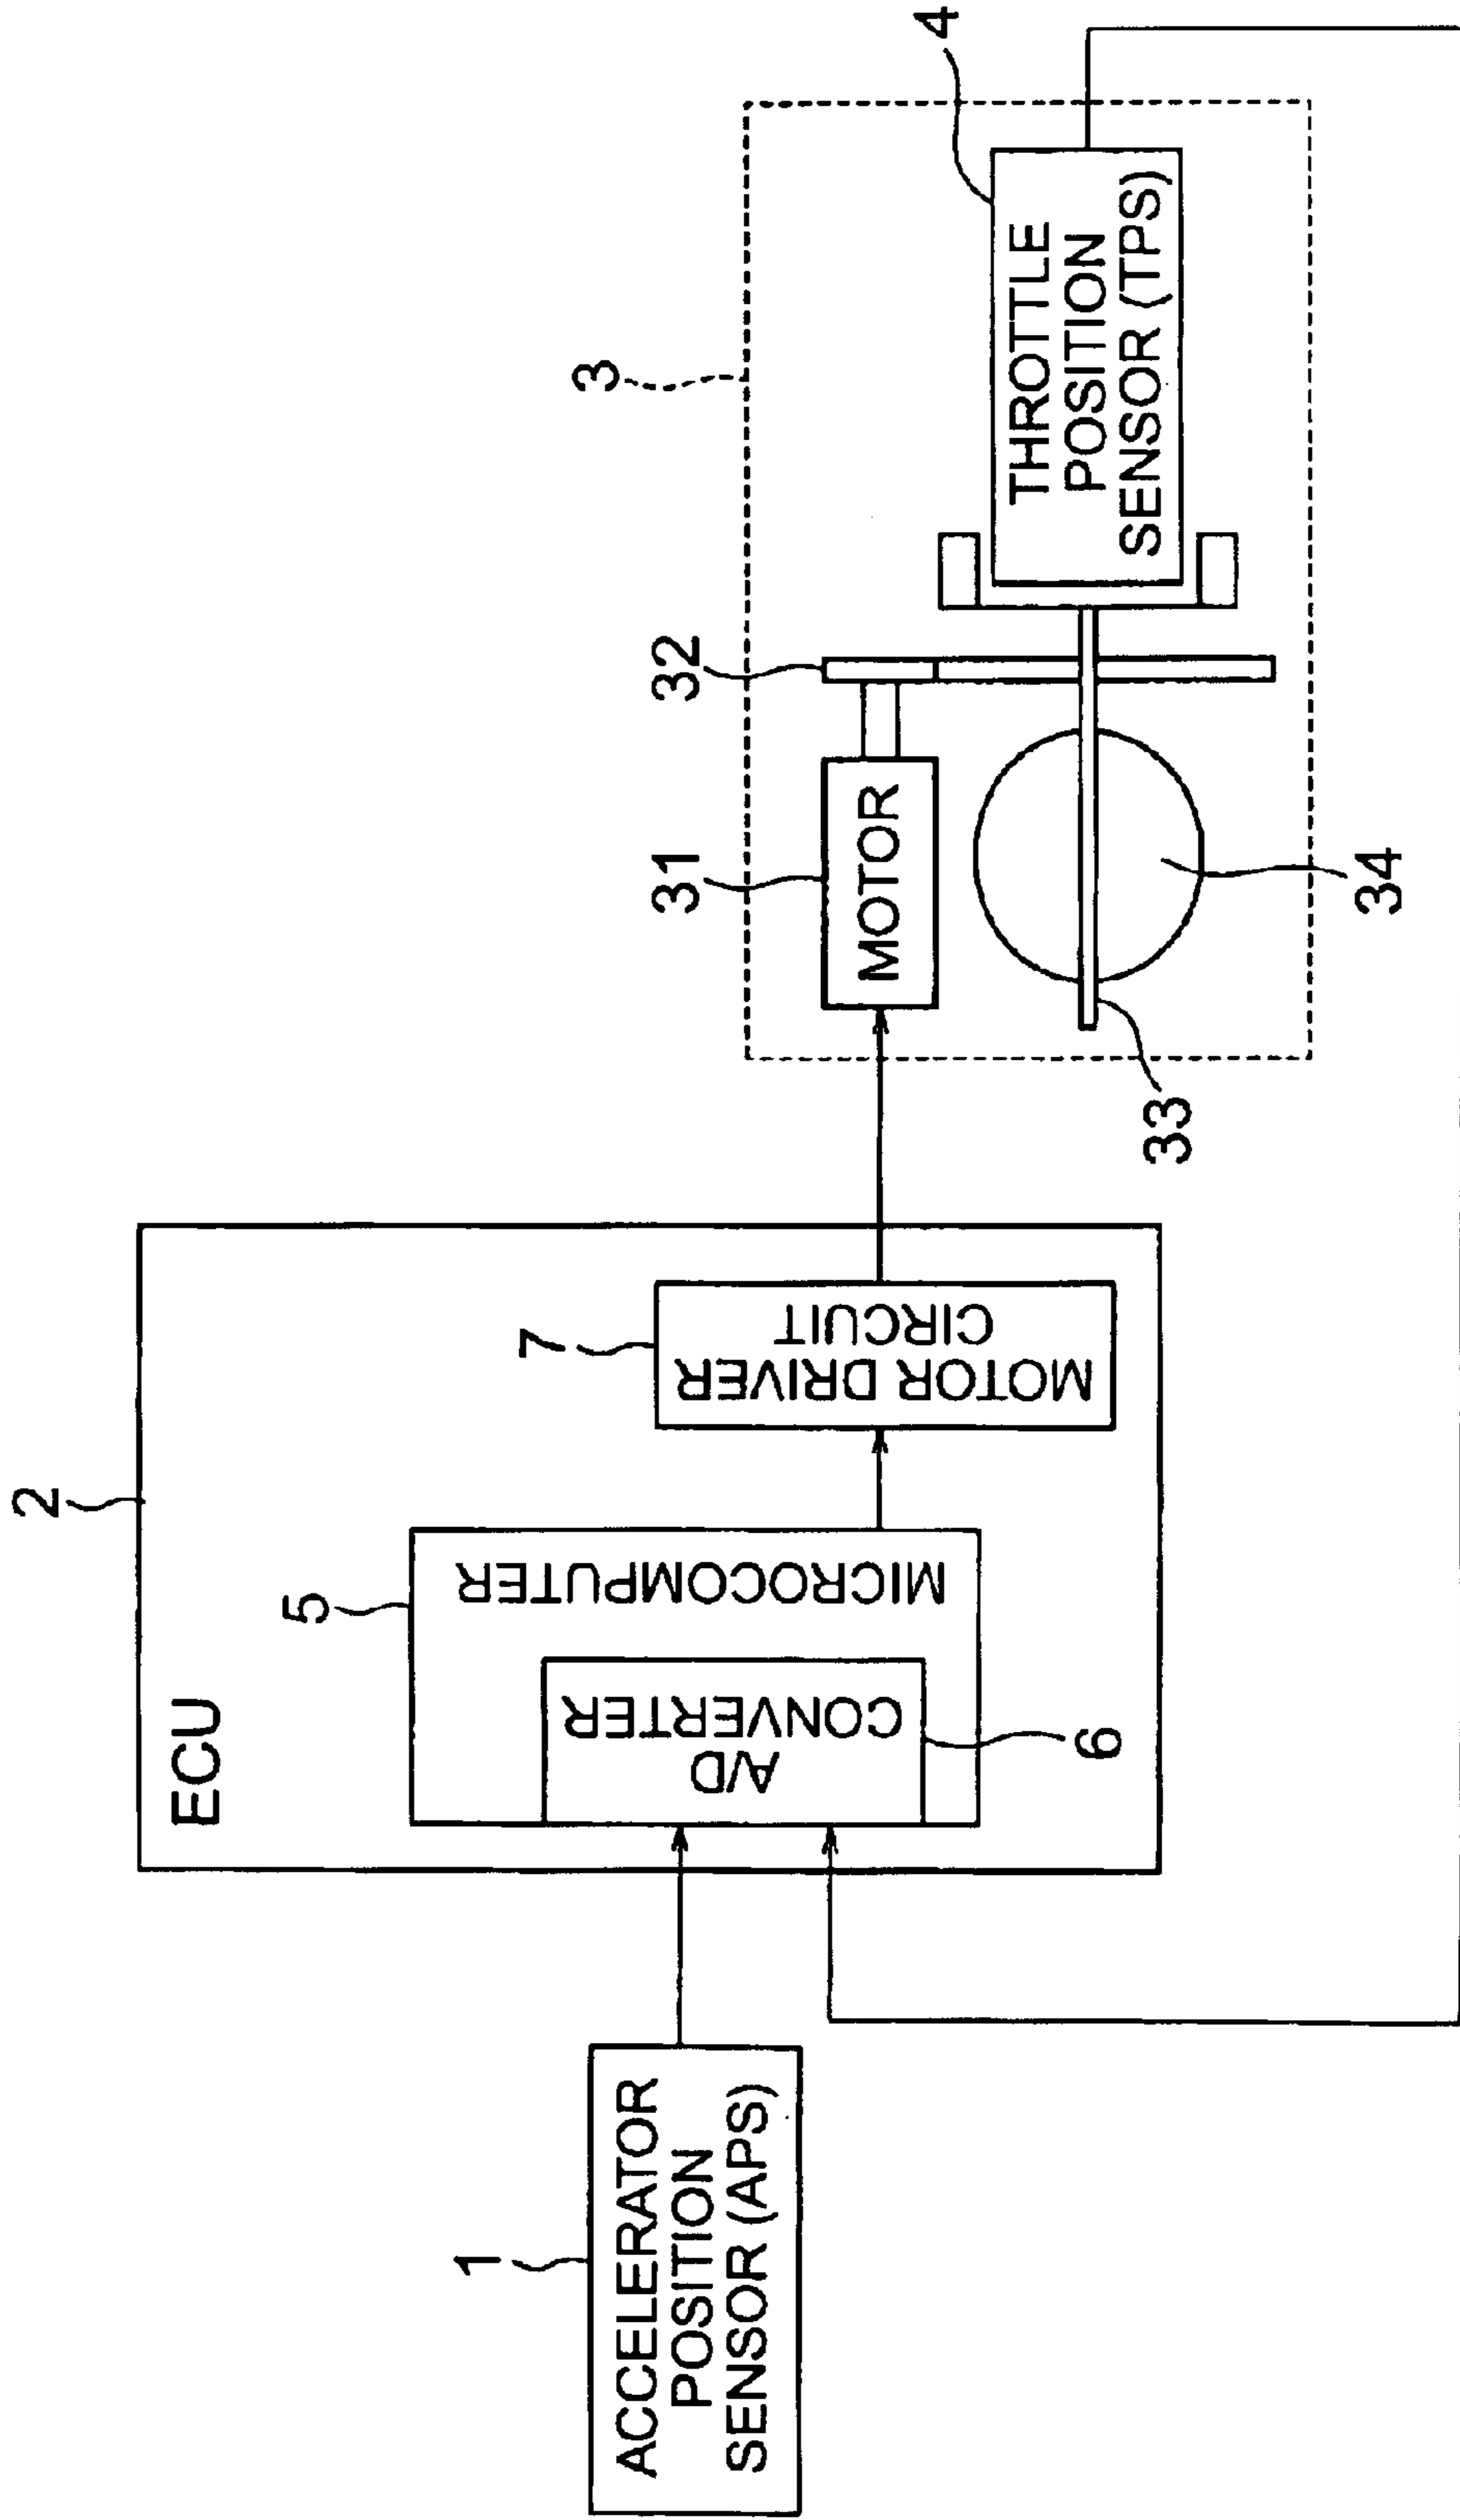 1
ACCELERATOR
POSITION
SENSOR (APS)
2
ECU
5
MICROCOMPUTER
A/D
CONVERTER
6
7
MOTOR DRIVER
CIRCUIT
3
31
MOTOR
32
33
34
4
THROTTLE
POSITION
SENSOR (TPS)